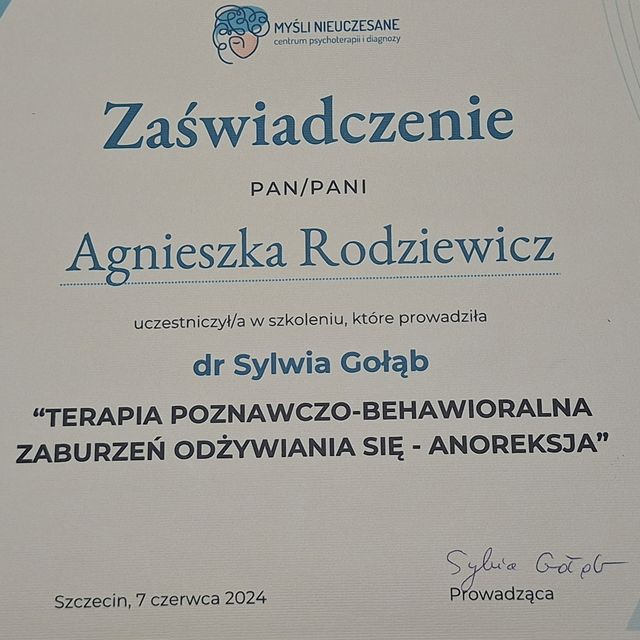 MYŚLI NIEUCZESANE
centrum psychoterapii i diagnozy
Zaświadczenie
PAN/PANI
Agnieszka Rodziewicz
uczestniczył/a w szkoleniu, które prowadziła
dr Sylwia Gołąb
“TERAPIA POZNAWCZO-BEHAWIORALNA
ZABURZEŃ ODŻYWIANIA SIĘ - ANOREKSJA”
Sylwia Gołąb
Szczecin, 7 czerwca 2024
Prowadząca